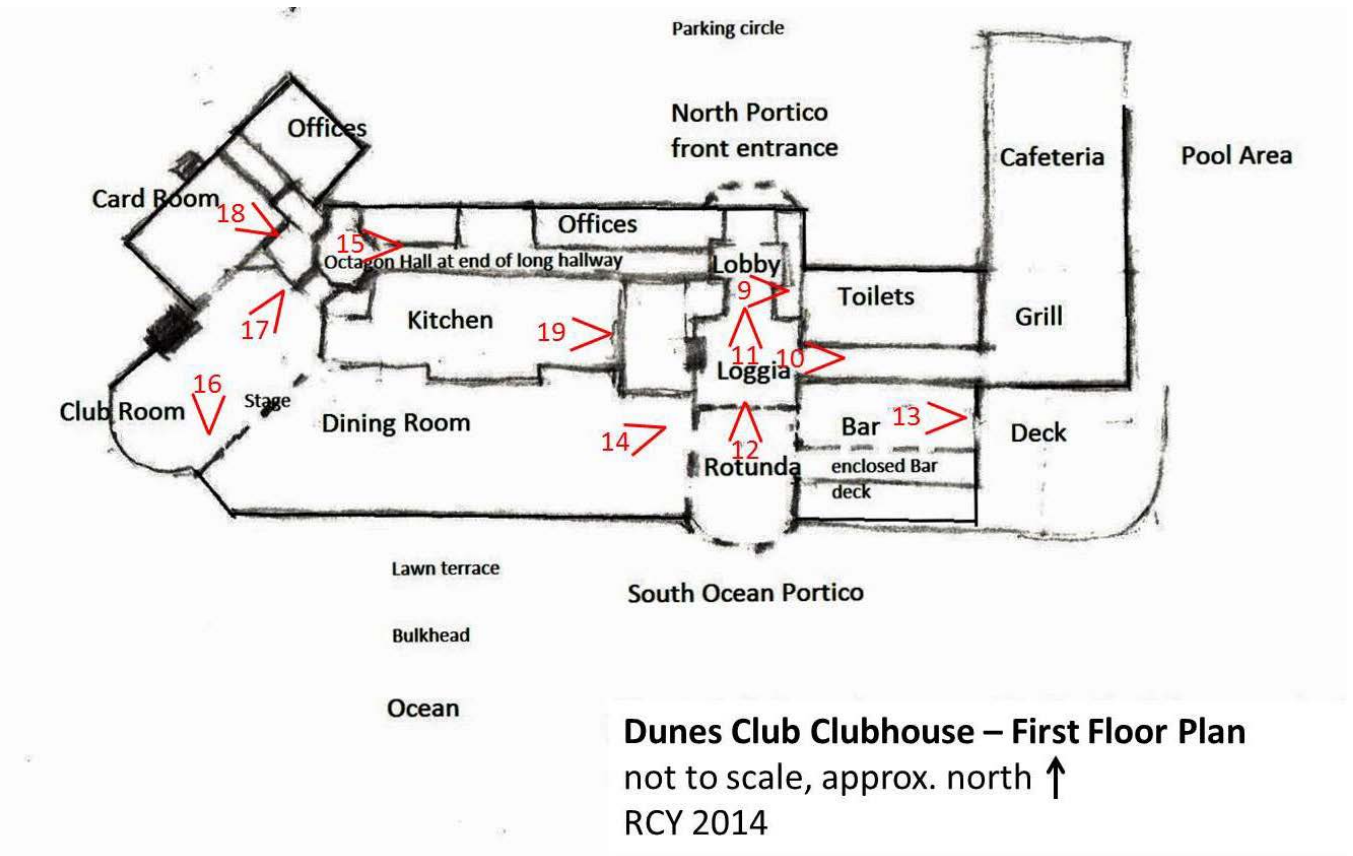 Parking circle
North Portico
front entrance
Offices
Cafeteria
Pool Area
Card Room
18
Offices
15
Octagon Hall at end of long hallway
Lobby
9
Toilets
Grill
17
Kitchen
19
11
10
Loggia
16
Club Room
Stage
Dining Room
14
12
Rotunda
Bar
13
Deck
enclosed Bar
deck
Lawn terrace
South Ocean Portico
Bulkhead
Ocean
Dunes Club Clubhouse – First Floor Plan
not to scale, approx. north ↑
RCY 2014